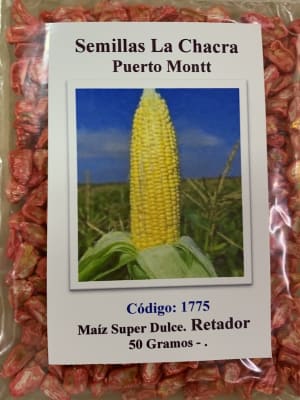 Semillas La Chacra
Puerto Montt
Código: 1775
Maíz Super Dulce. Retador
50 Gramos - .